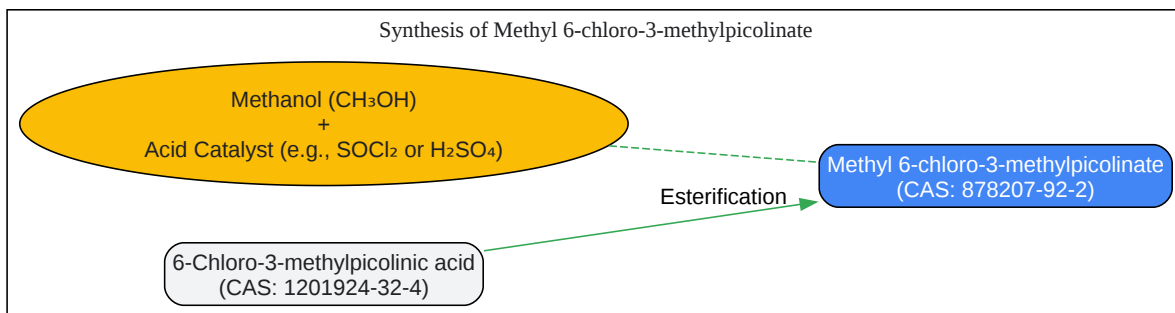 Synthesis of Methyl 6-chloro-3-methylpicolinate
Methanol (CH₃OH)
+
Acid Catalyst (e.g., SOCl₂ or H₂SO₄)
Methyl 6-chloro-3-methylpicolinate
(CAS: 878207-92-2)
Esterification
6-Chloro-3-methylpicolinic acid
(CAS: 1201924-32-4)